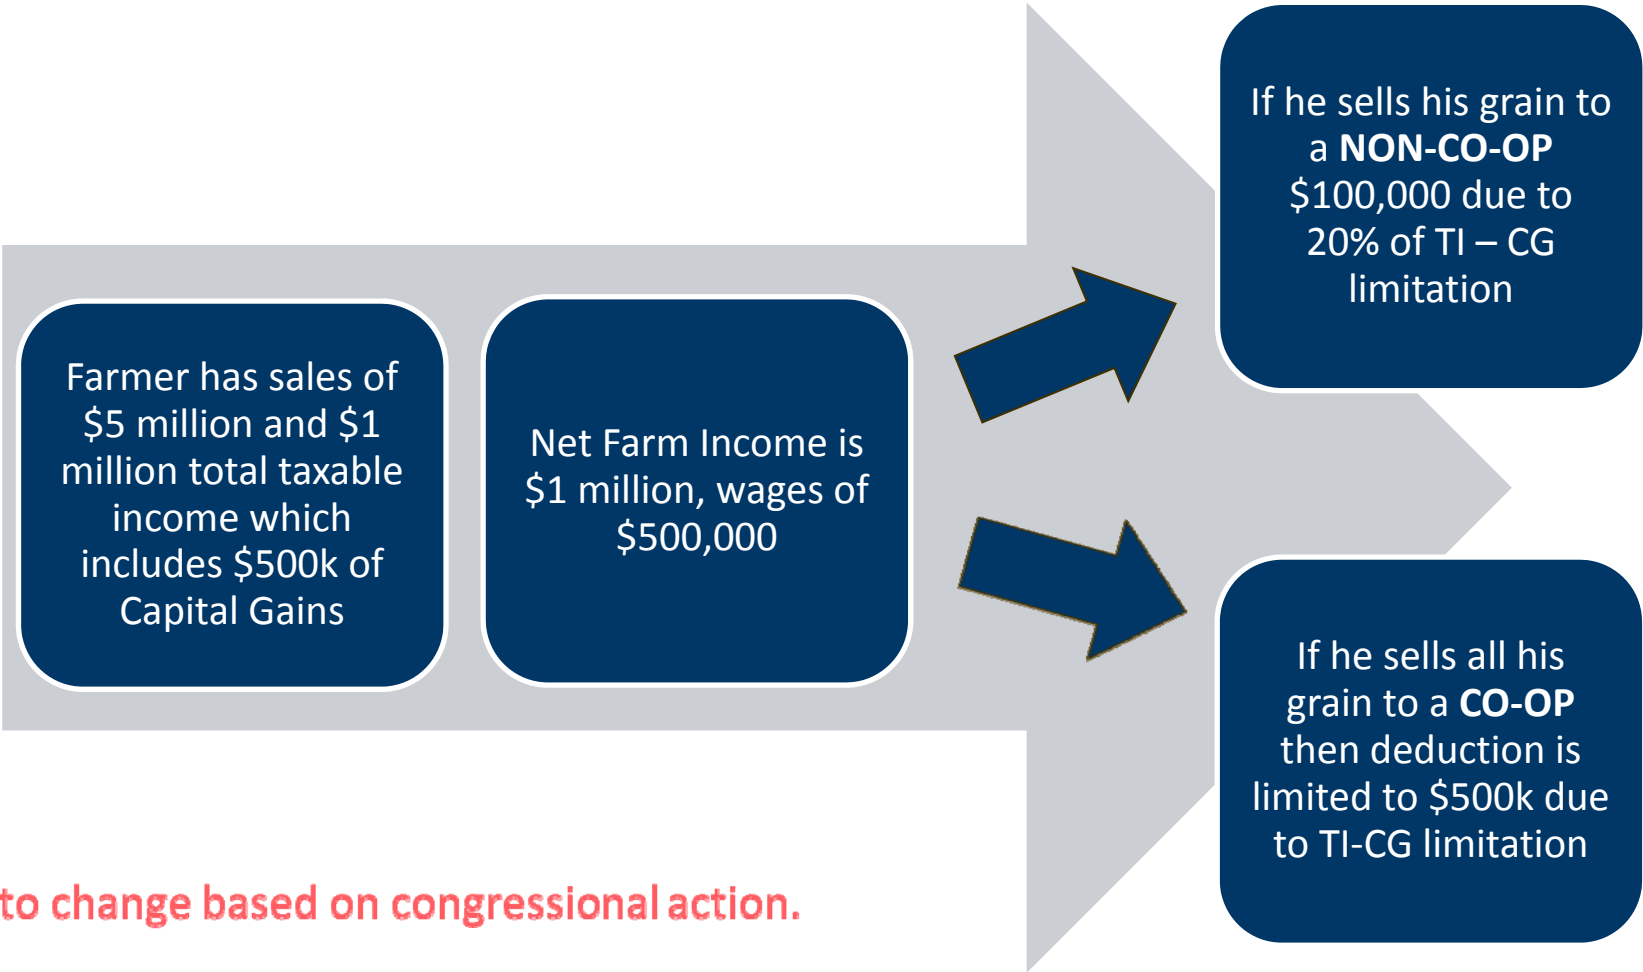 Farmer has sales of
$5 million and $1
million total taxable
income which
includes $500k of
Capital Gains
Net Farm Income is
$1 million, wages of
$500,000
If he sells his grain to
a NON-CO-OP
$100,000 due to
20% of TI – CG
limitation
If he sells all his
grain to a CO-OP
then deduction is
limited to $500k due
to TI-CG limitation
to change based on congressional action.